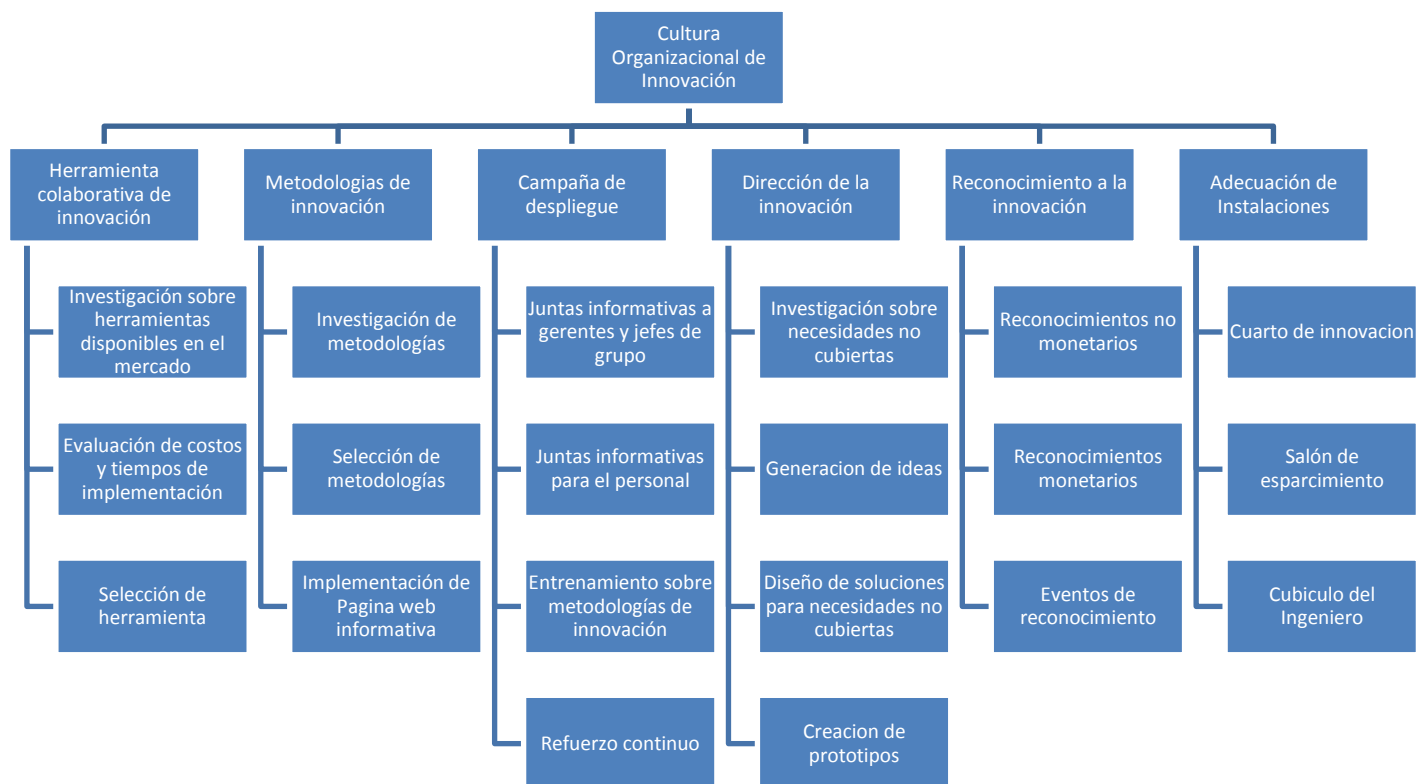 Cultura
Organizacional de
Innovación
Herramienta
colaborativa de
innovación
Metodologias de
innovación
Campaña de
despliegue
Dirección de la
innovación
Reconocimiento a la
innovación
Adecuación de
Instalaciones
Investigación sobre
herramientas
disponibles en el
mercado
Evaluación de costos
y tiempos de
implementación
Selección de
herramienta
Investigación de
metodologías
Selección de
metodologías
Implementación de
Pagina web
informativa
Juntas informativas a
gerentes y jefes de
grupo
Juntas informativas
para el personal
Entrenamiento sobre
metodologías de
innovación
Refuerzo continuo
Investigación sobre
necesidades no
cubiertas
Generacion de ideas
Diseño de soluciones
para necesidades no
cubiertas
Creacion de
prototipos
Reconocimientos no
monetarios
Reconocimientos
monetarios
Eventos de
reconocimiento
Cuarto de innovacion
Salón de
esparcimiento
Cubiculo del
Ingeniero